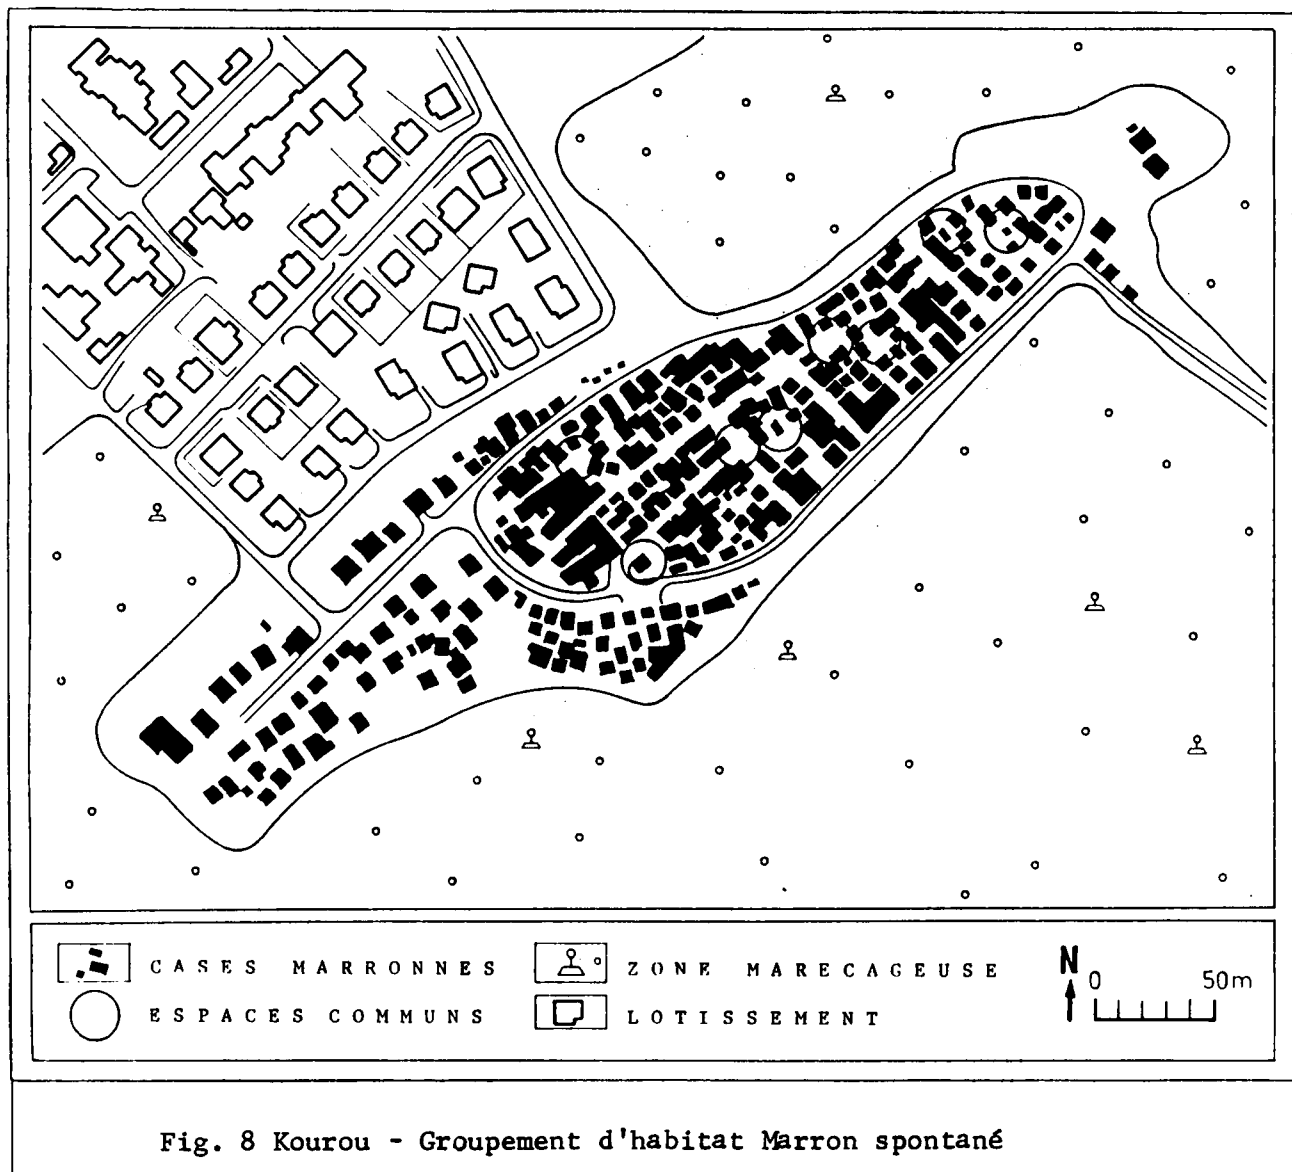 CASES MARRONNES
ZONE MARECAGEUSE
ESPACES COMMUNS
LOTISSEMENT
N
0 50m
Fig. 8 Kourou - Groupement d'habitat Marron spontané